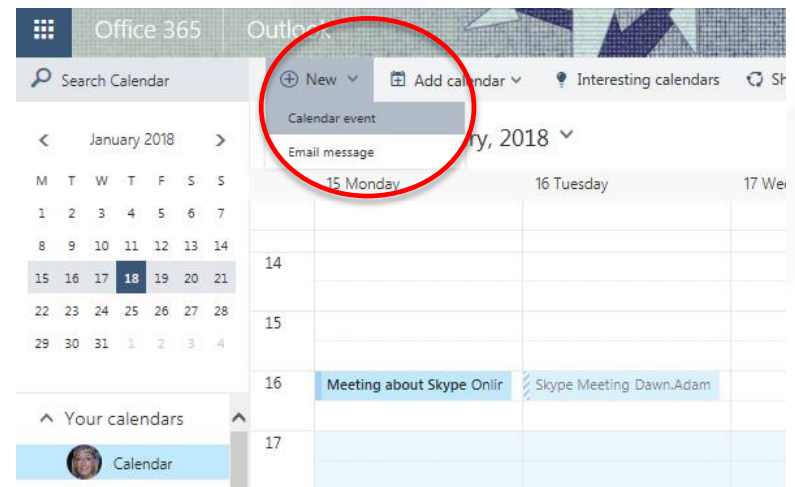 Office 365 Outlook
Search Calendar New Add calendar Interesting calendars Sh
Calendar event
Email message
January 2018
ry, 2018
M T W T F S S
15 Monday 16 Tuesday 17 Wed
1 2 3 4 5 6 7
8 9 10 11 12 13 14
14
15 16 17 18 19 20 21
22 23 24 25 26 27 28
15
29 30 31 1 2 3 4
16 Meeting about Skype Onlir Skype Meeting Dawn.Adam
Your calendars
17
Calendar